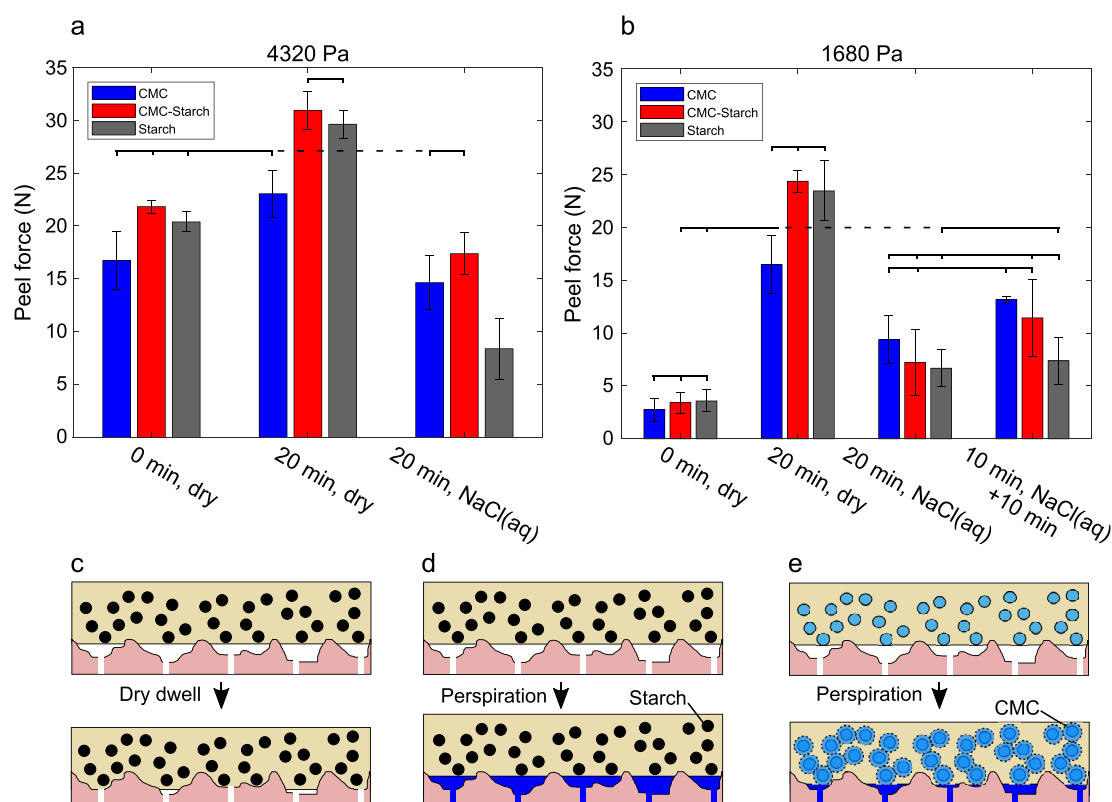 a
4320 Pa
Peel force (N)
35
30
25
20
15
10
5
0
CMC
CMC-Starch
Starch
0 min, dry
20 min, dry
20 min, NaCl(aq)
b
1680 Pa
Peel force (N)
35
30
25
20
15
10
5
0
CMC
CMC-Starch
Starch
0 min, dry
20 min, dry
20 min, NaCl(aq)
10 min, NaCl(aq)
+10 min
c
Dry dwell
d
Perspiration
Starch
e
Perspiration
CMC